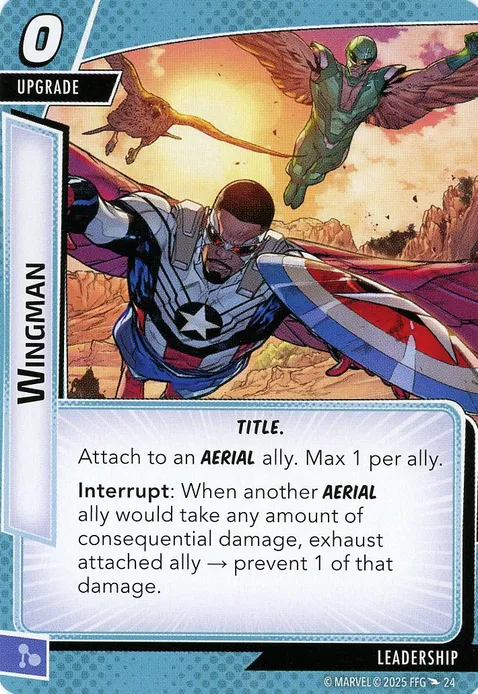 0
UPGRADE
WINGMAN
TITLE.
Attach to an AERIAL ally. Max 1 per ally.
Interrupt: When another AERIAL
ally would take any amount of
consequential damage, exhaust
attached ally → prevent 1 of that
damage.
LEADERSHIP
© MARVEL © 2025 FFG 24